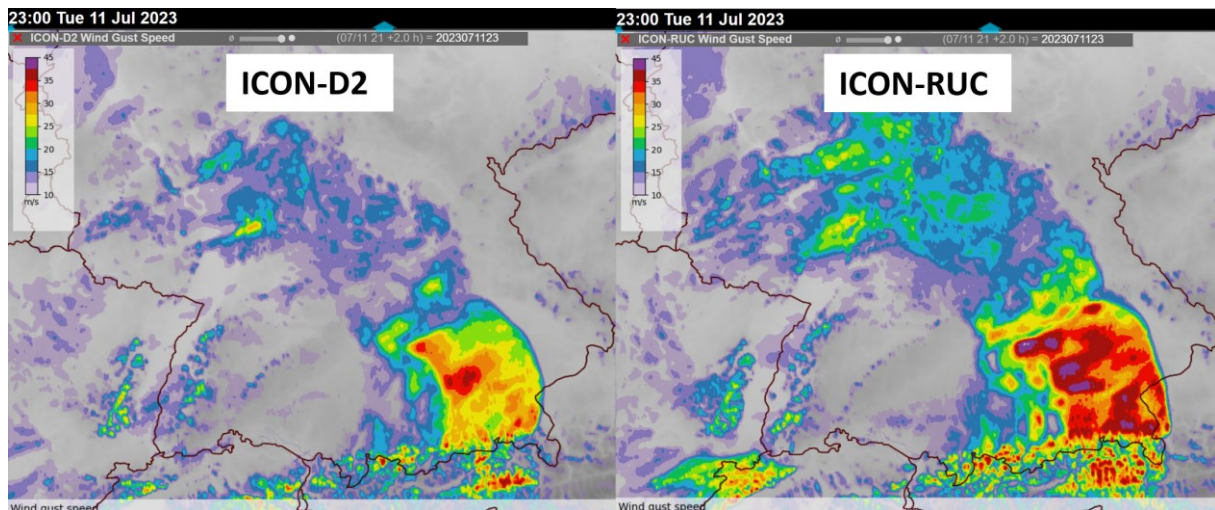 23:00 Tue 11 Jul 2023
ICON-D2 Wind Gust Speed
(07/11 21 +2.0 h) = 2023071123
ICON-D2
45
40
35
30
25
20
15
10
m/s
Wind gust speed
23:00 Tue 11 Jul 2023
ICON-RUC Wind Gust Speed
(07/11 21 +2.0 h) = 2023071123
ICON-RUC
45
40
35
30
25
20
15
10
m/s
Wind gust speed